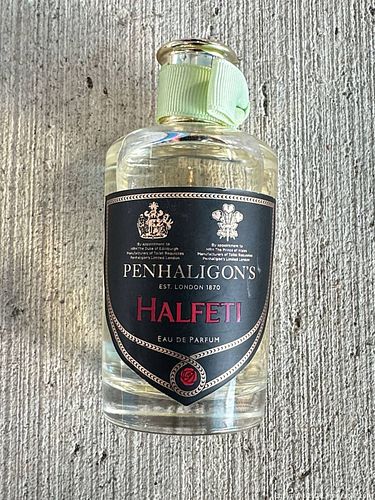 By appointment to
HRH The Duke of Edinburgh
Manufacturers of Toilet Requisites
Penhaligon's Limited London
By appointment to
HRH The Prince of Wales
Manufacturers of Toilet Requisites
Penhaligon's Limited London
PENHALIGON'S
EST. LONDON 1870
HALFETI
EAU DE PARFUM